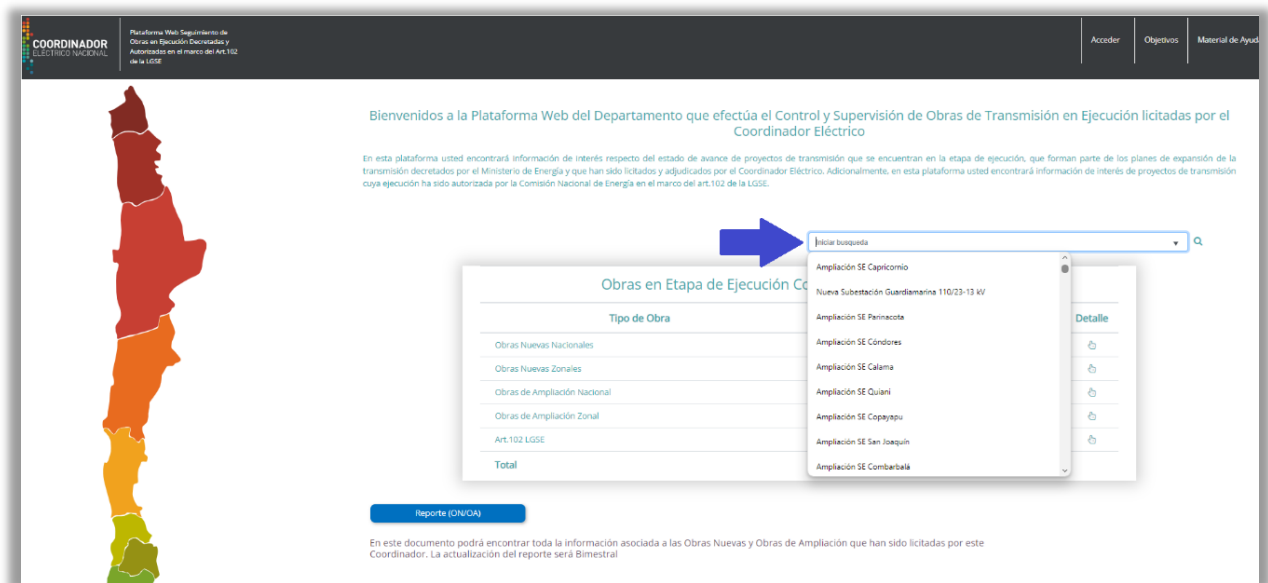 COORDINADOR
ELÉCTRICO NACIONAL
Plataforma Web Seguimiento de
Obras en Ejecución Decretadas y
Autorizadas en el marco del Art.102
de la LGSE
Acceder
Objetivos
Material de Ayud
Bienvenidos a la Plataforma Web del Departamento que efectúa el Control y Supervisión de Obras de Transmisión en Ejecución licitadas por el
Coordinador Eléctrico
En esta plataforma usted encontrará información de interés respecto del estado de avance de proyectos de transmisión que se encuentran en la etapa de ejecución, que forman parte de los planes de expansión de la
transmisión decretados por el Ministerio de Energía y que han sido licitados y adjudicados por el Coordinador Eléctrico. Adicionalmente, en esta plataforma usted encontrará información de interés de proyectos de transmisión
cuya ejecución ha sido autorizada por la Comisión Nacional de Energía en el marco del art.102 de la LGSE.
Iniciar busqueda
Ampliación SE Capricornio
Nueva Subestación Guardiamarina 110/23-13 kV
Ampliación SE Parinacota
Ampliación SE Cóndores
Ampliación SE Calama
Ampliación SE Quiani
Ampliación SE Copayapu
Ampliación SE San Joaquín
Ampliación SE Combarbalá
Obras en Etapa de Ejecución Co
Tipo de Obra
Detalle
Obras Nuevas Nacionales
Obras Nuevas Zonales
Obras de Ampliación Nacional
Obras de Ampliación Zonal
Art.102 LGSE
Total
Reporte (ON/OA)
En este documento podrá encontrar toda la información asociada a las Obras Nuevas y Obras de Ampliación que han sido licitadas por este
Coordinador. La actualización del reporte será Bimestral